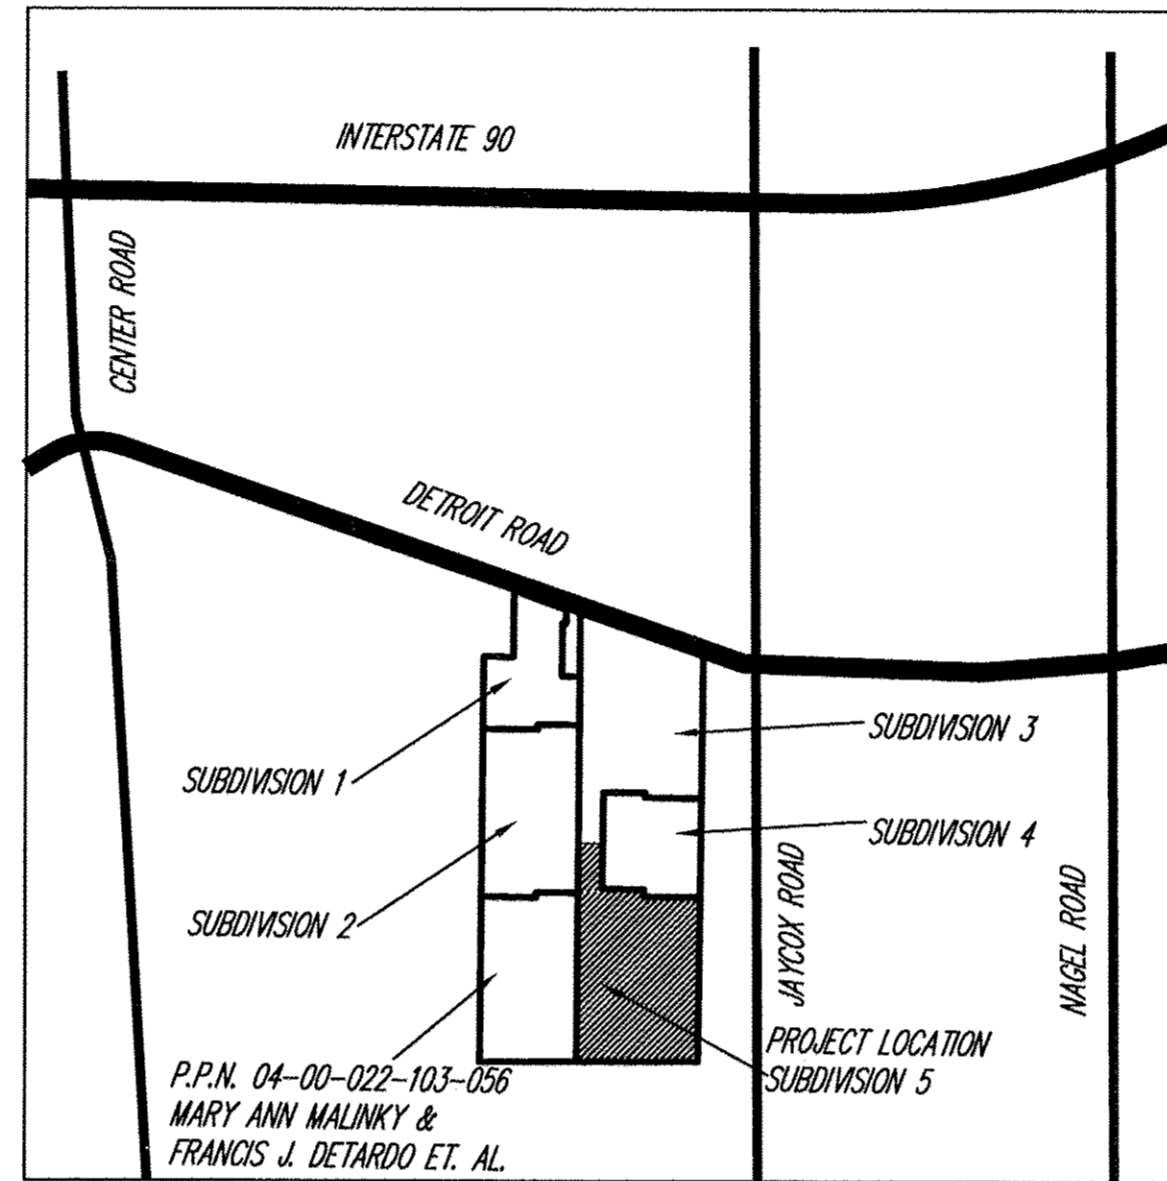 INTERSTATE 90
CENTER ROAD
DETROIT ROAD
SUBDIVISION 3
SUBDIVISION 1
SUBDIVISION 4
JAYCOX ROAD
NAGEL ROAD
SUBDIVISION 2
PROJECT LOCATION
SUBDIVISION 5
P.P.N. 04-00-022-103-056
MARY ANN MALINKY &
FRANCIS J. DETARDO ET. AL.